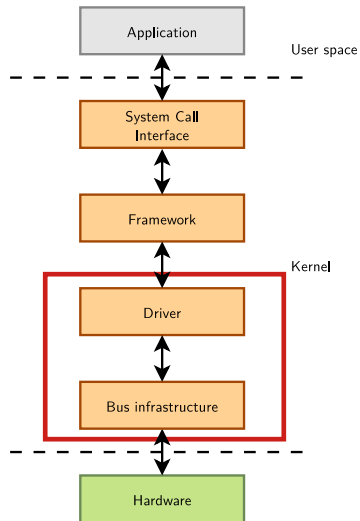 Application
User space
System Call
Interface
Framework
Kernel
Driver
Bus infrastructure
Hardware